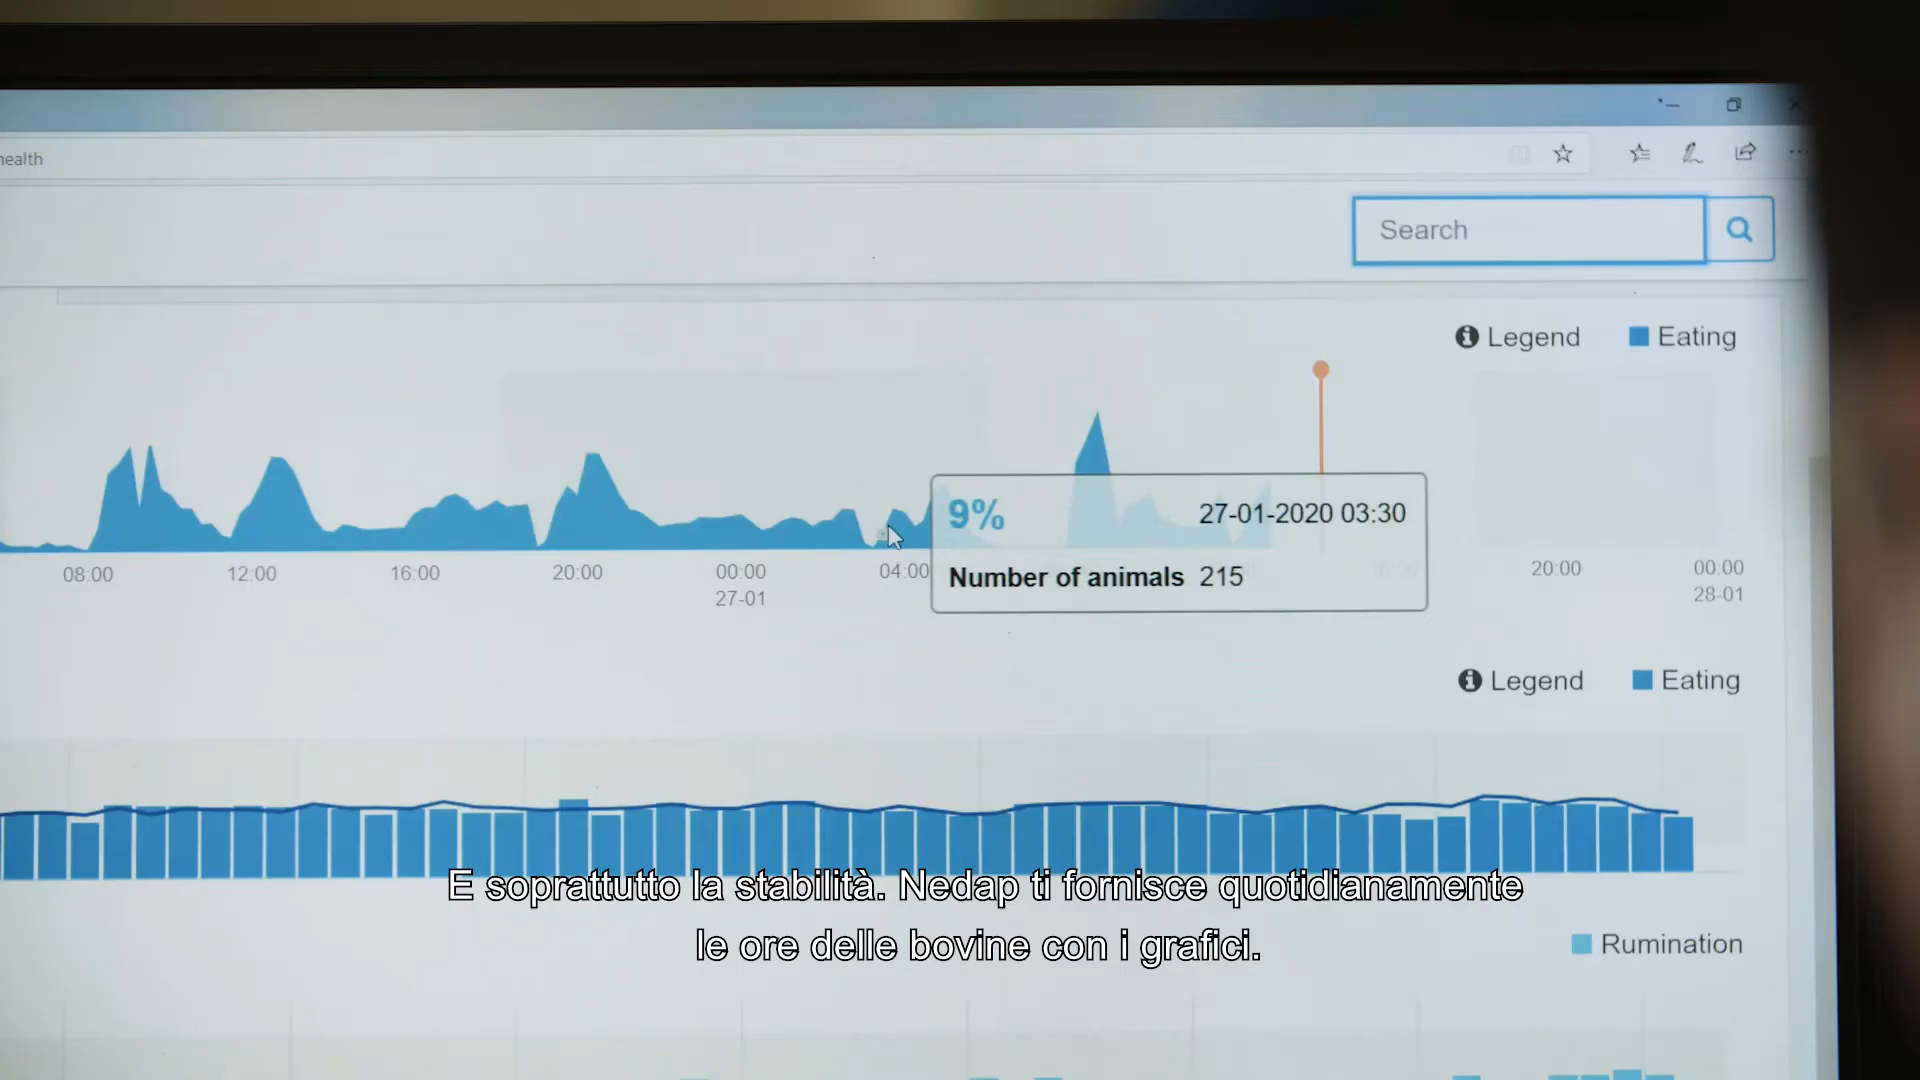 health
Search
Legend Eating
9% 27-01-2020 03:30
Number of animals 215
08:00 12:00 16:00 20:00 00:00 04:00 20:00 00:00
27-01 28-01
Legend Eating
E soprattutto la stabilità. Nedap ti fornisce quotidianamente
le ore delle bovine con i grafici.
Rumination